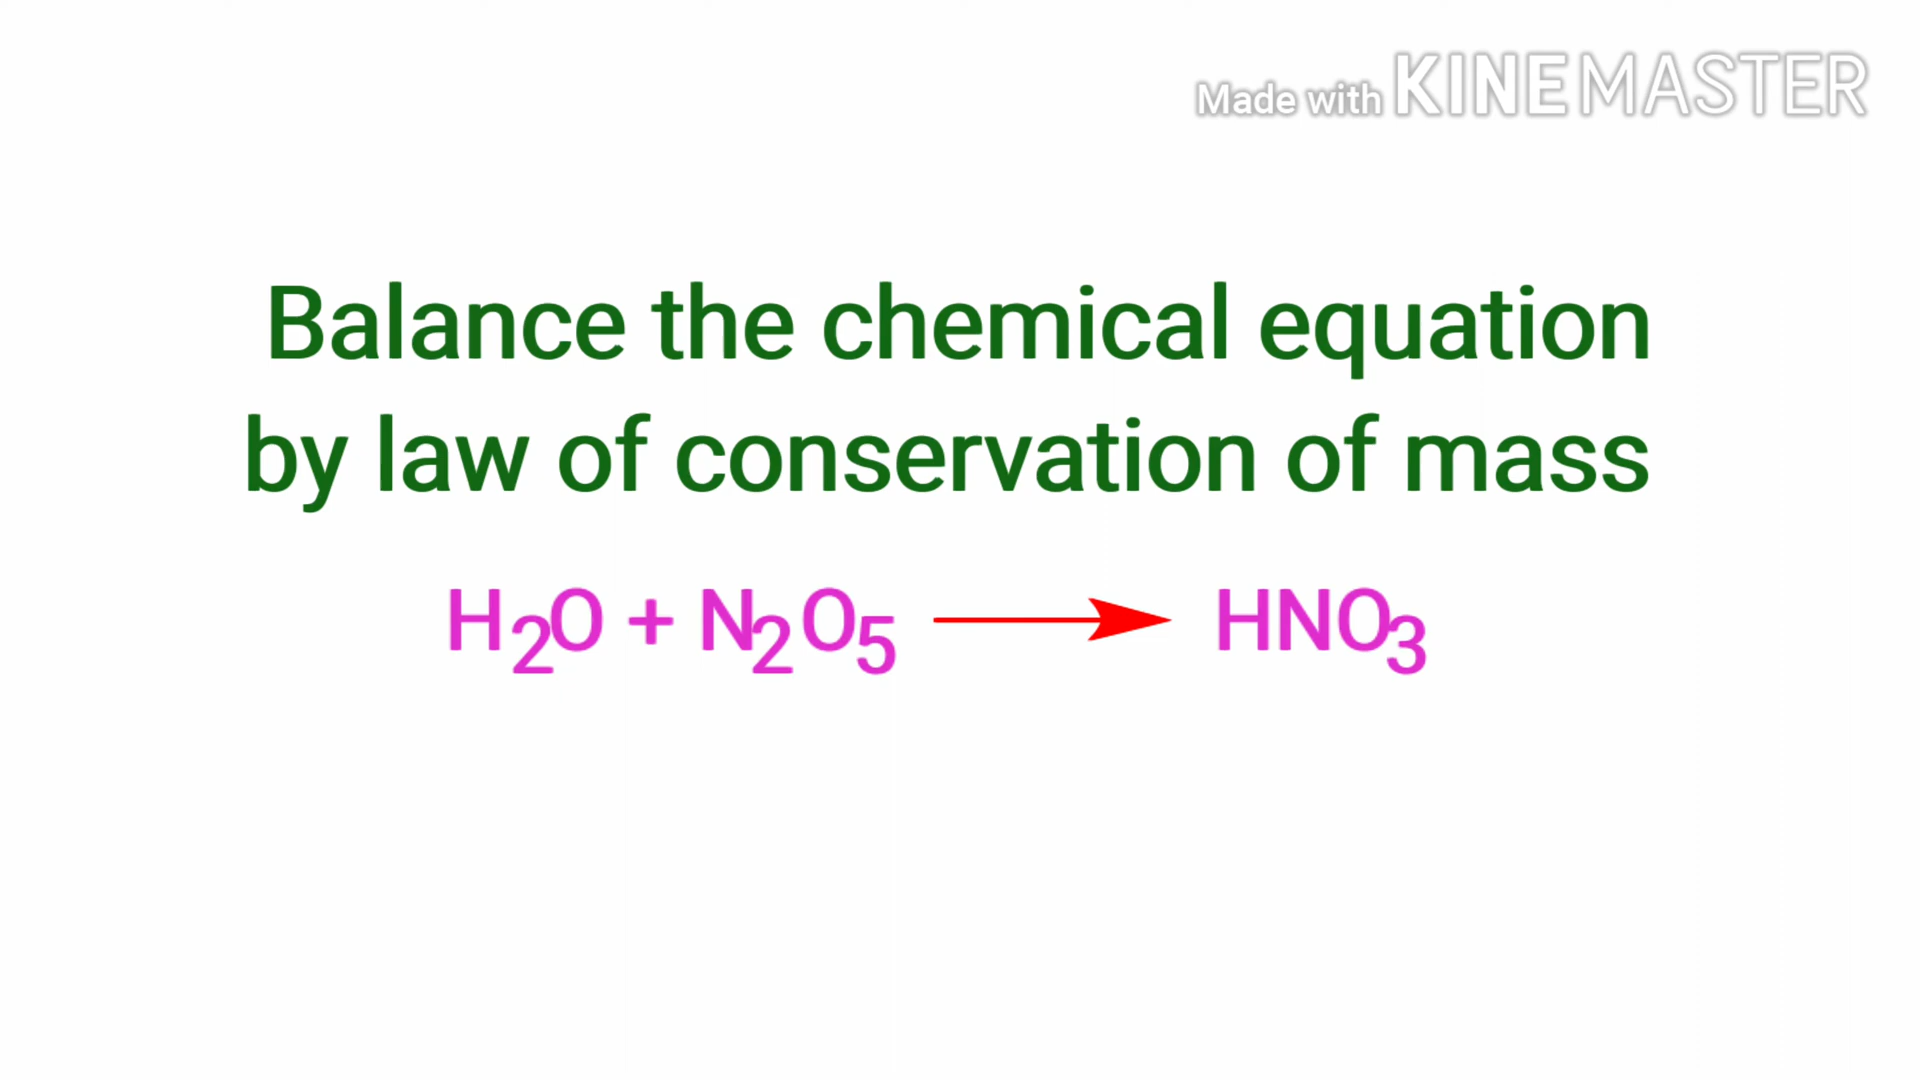 Made with KINEMASTER
Balance the chemical equation
by law of conservation of mass
H₂O + N₂O₅ ⟶ HNO₃